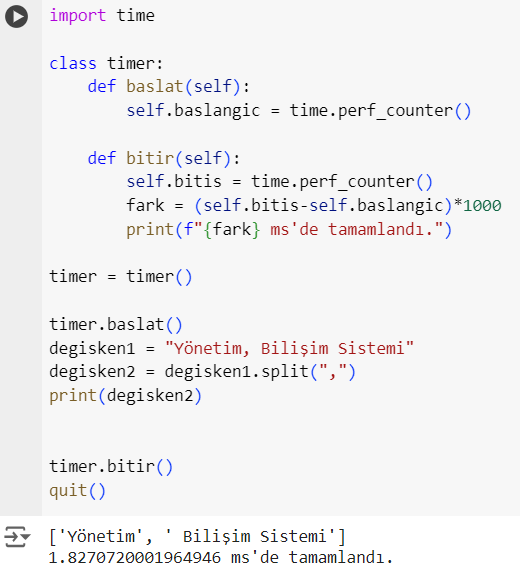 import time
class timer:
def baslat(self):
self.baslangic = time.perf_counter()
def bitir(self):
self.bitis = time.perf_counter()
fark = (self.bitis-self.baslangic)*1000
print(f"{fark} ms'de tamamlandı.")
timer = timer()
timer.baslat()
degisken1 = "Yönetim, Bilişim Sistemi"
degisken2 = degisken1.split(",")
print(degisken2)
timer.bitir()
quit()
['Yönetim', ' Bilişim Sistemi']
1.8270720001964946 ms'de tamamlandı.